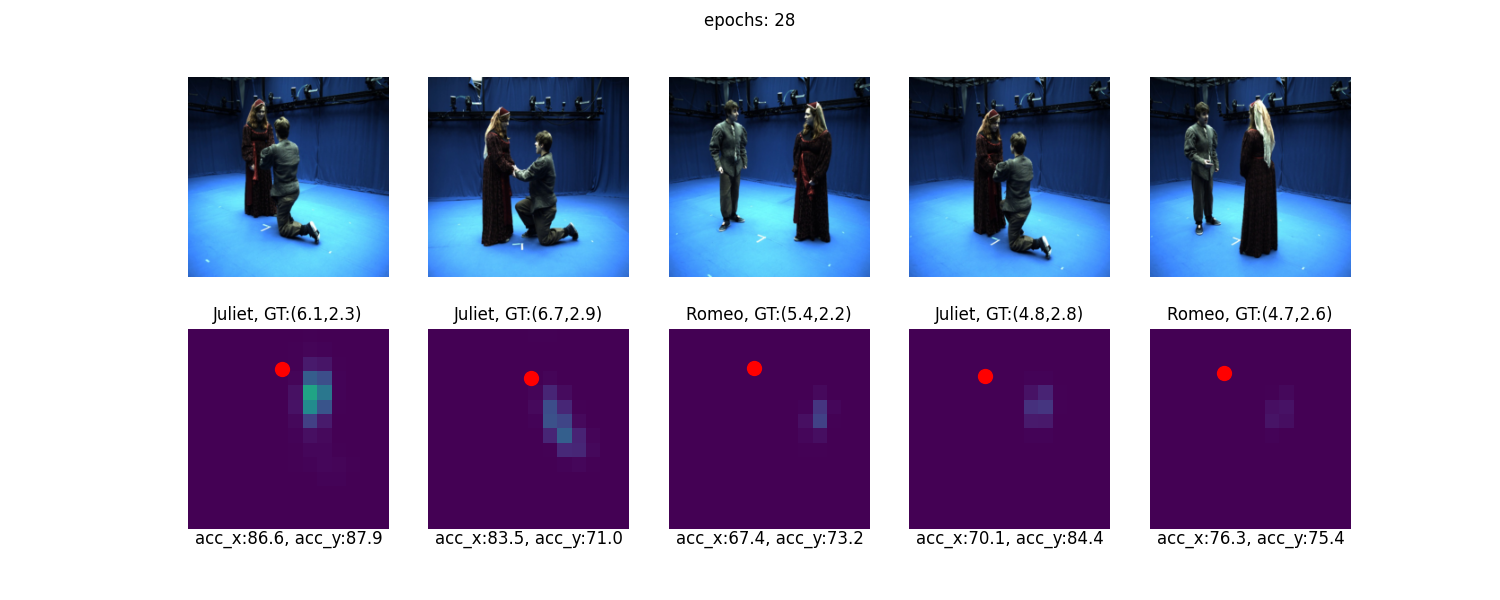 epochs: 28
Juliet, GT:(6.1,2.3)
Juliet, GT:(6.7,2.9)
Romeo, GT:(5.4,2.2)
Juliet, GT:(4.8,2.8)
Romeo, GT:(4.7,2.6)
acc_x:86.6, acc_y:87.9
acc_x:83.5, acc_y:71.0
acc_x:67.4, acc_y:73.2
acc_x:70.1, acc_y:84.4
acc_x:76.3, acc_y:75.4